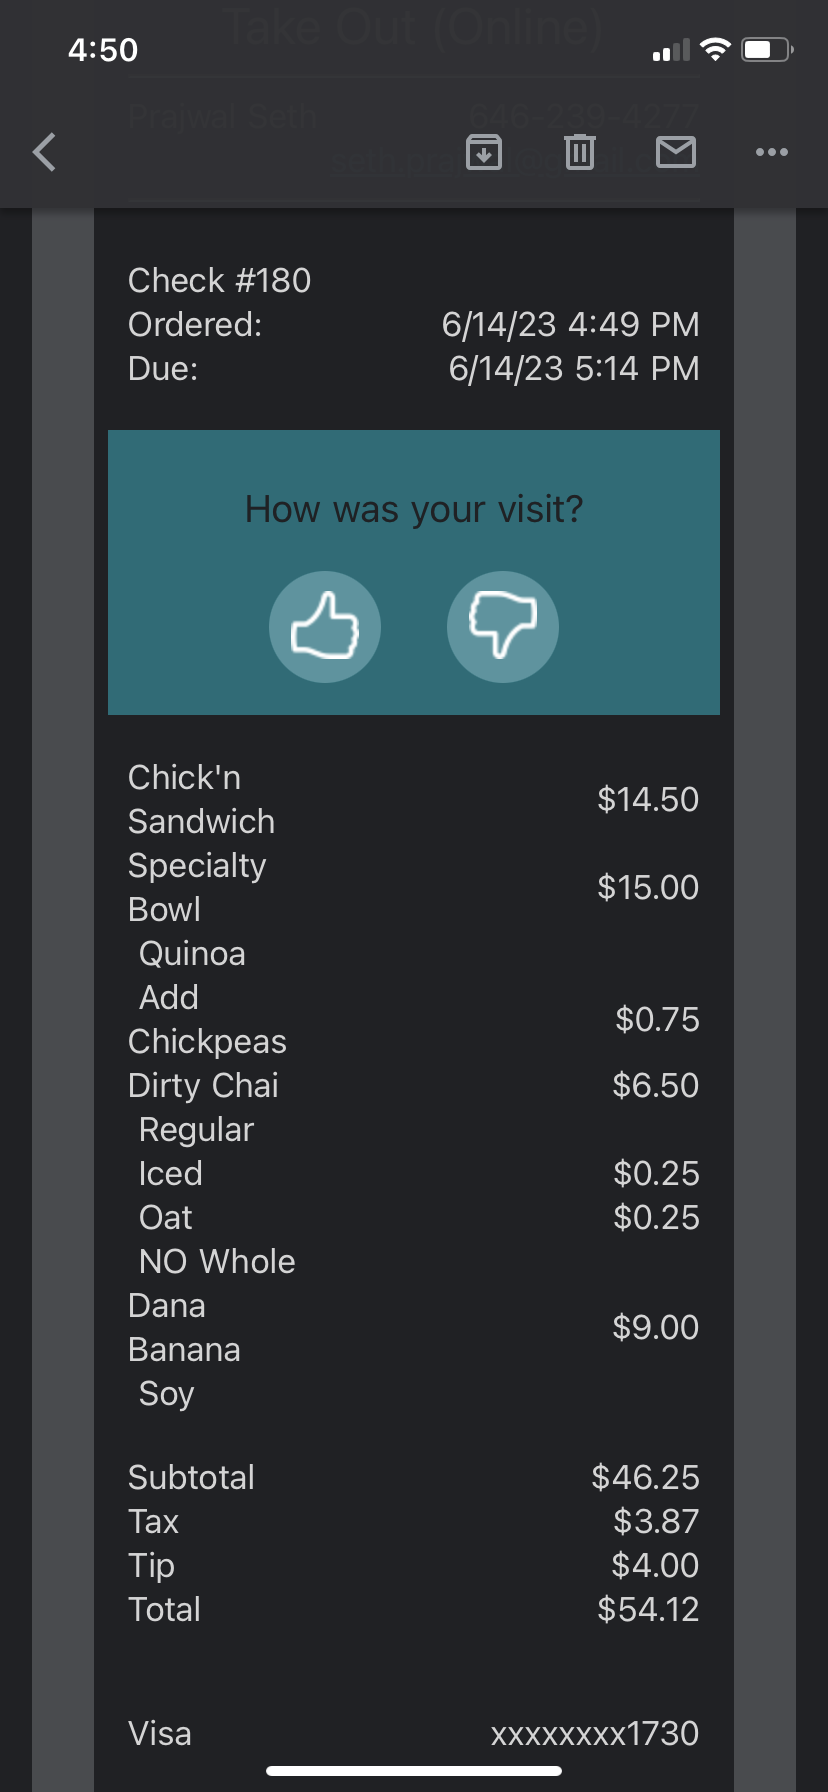 4:50
Take Out (Online)
Prajwal Seth 646-239-4277
Check #180
Ordered: 6/14/23 4:49 PM
Due: 6/14/23 5:14 PM
How was your visit?
Chick'n
Sandwich $14.50
Specialty
Bowl $15.00
Quinoa
Add
Chickpeas $0.75
Dirty Chai $6.50
Regular
Iced $0.25
Oat $0.25
NO Whole
Dana
Banana $9.00
Soy
Subtotal $46.25
Tax $3.87
Tip $4.00
Total $54.12
Visa xxxxxxxx1730